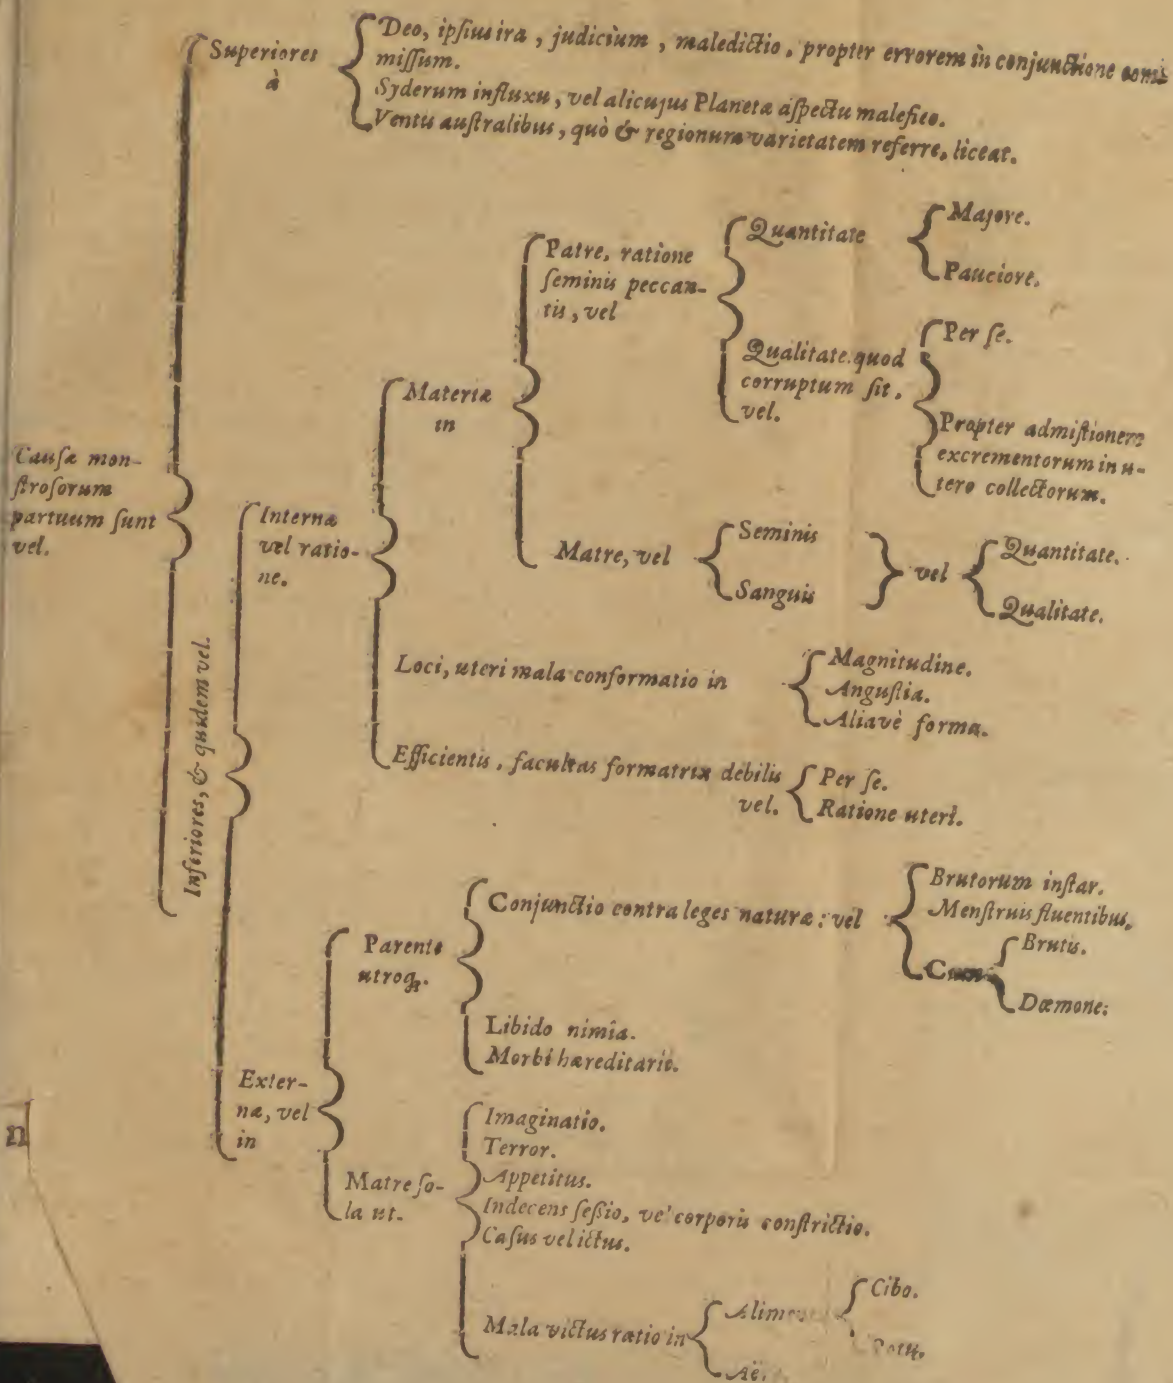 Superiores
à
Deo, ipſius ira, judicium, maledictio, propter errorem in conjunctione comiſ-
miſſum.
Syderum influxu, vel alicujus Planetæ aſpectu malefico.
Ventis auſtralibus, quò & regionum varietatem referre, liceat.
Cauſæ mon-
ſtroſorum
partuum ſunt
vel.
Inferiores, & quidem vel.
Internæ
vel ratio-
ne.
Materiæ
in
Patre, ratione
ſeminis peccan-
tis, vel
Quantitate
Majore.
Pauciore.
Qualitate quod
corruptum ſit,
vel.
Per ſe.
Propter admiſtionem
excrementorum in u-
tero collectorum.
Matre, vel
Seminis
Sanguis
vel
Quantitate.
Qualitate.
Loci, uteri mala conformatio in
Magnitudine.
Anguſtia.
Aliavè forma.
Efficientis, facultas formatrix debilis
vel.
Per ſe.
Ratione uteri.
Exter-
næ, vel
in
Parente
utroq;.
Conjunctio contra leges naturæ: vel
Brutorum inſtar.
Menſtruis fluentibus.
Cum
Brutis.
Dæmone.
Libido nimia.
Morbi hæreditarii.
Matre ſo-
la ut.
Imaginatio.
Terror.
Appetitus.
Indecens ſeſsio, vel corporis conſtrictio.
Caſus vel ictus.
Mala victus ratio in
Cibo.
Potu.
n